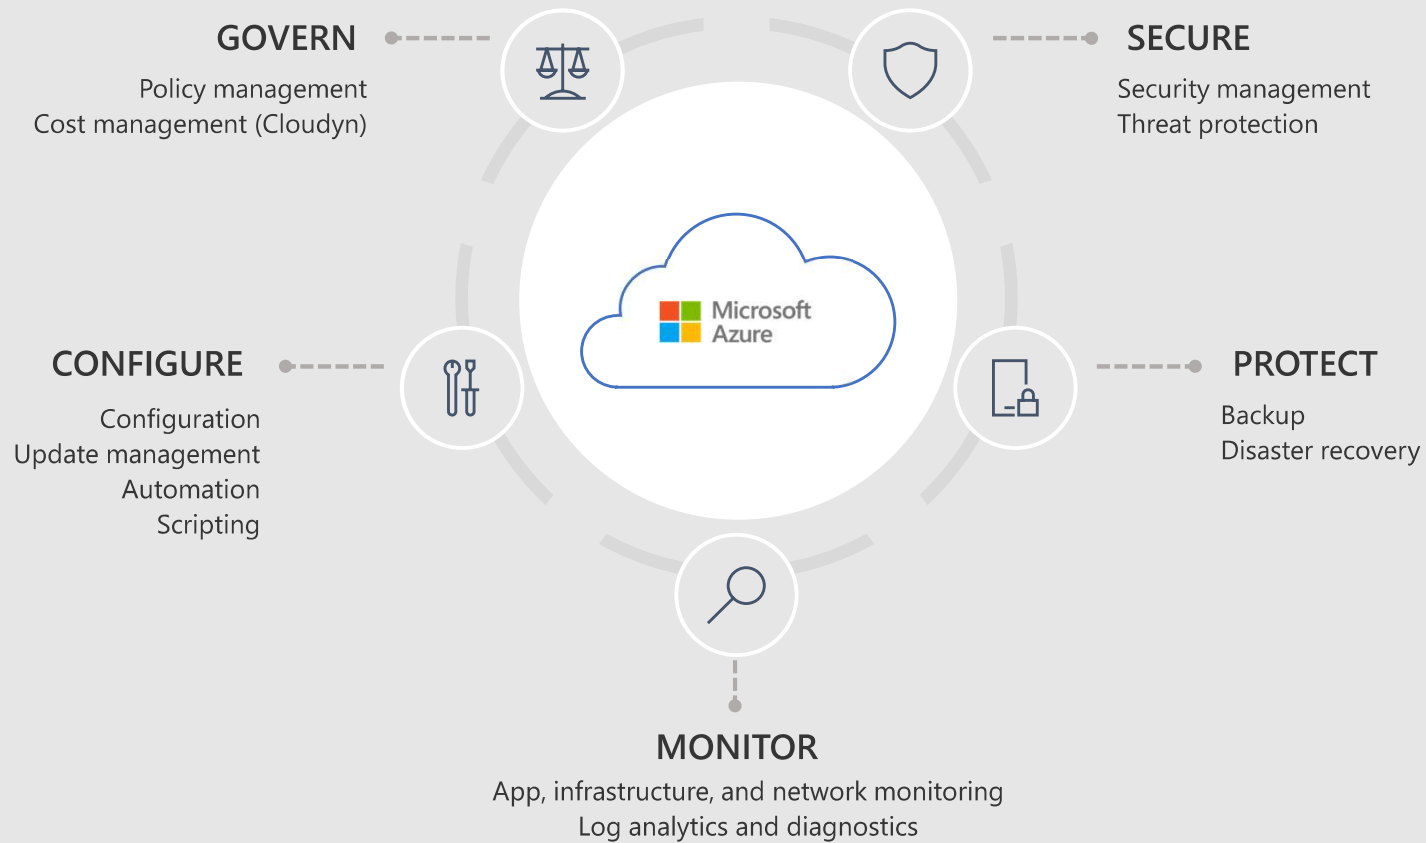 GOVERN
Policy management
Cost management (Cloudyn)
SECURE
Security management
Threat protection
Microsoft
Azure
CONFIGURE
Configuration
Update management
Automation
Scripting
PROTECT
Backup
Disaster recovery
MONITOR
App, infrastructure, and network monitoring
Log analytics and diagnostics